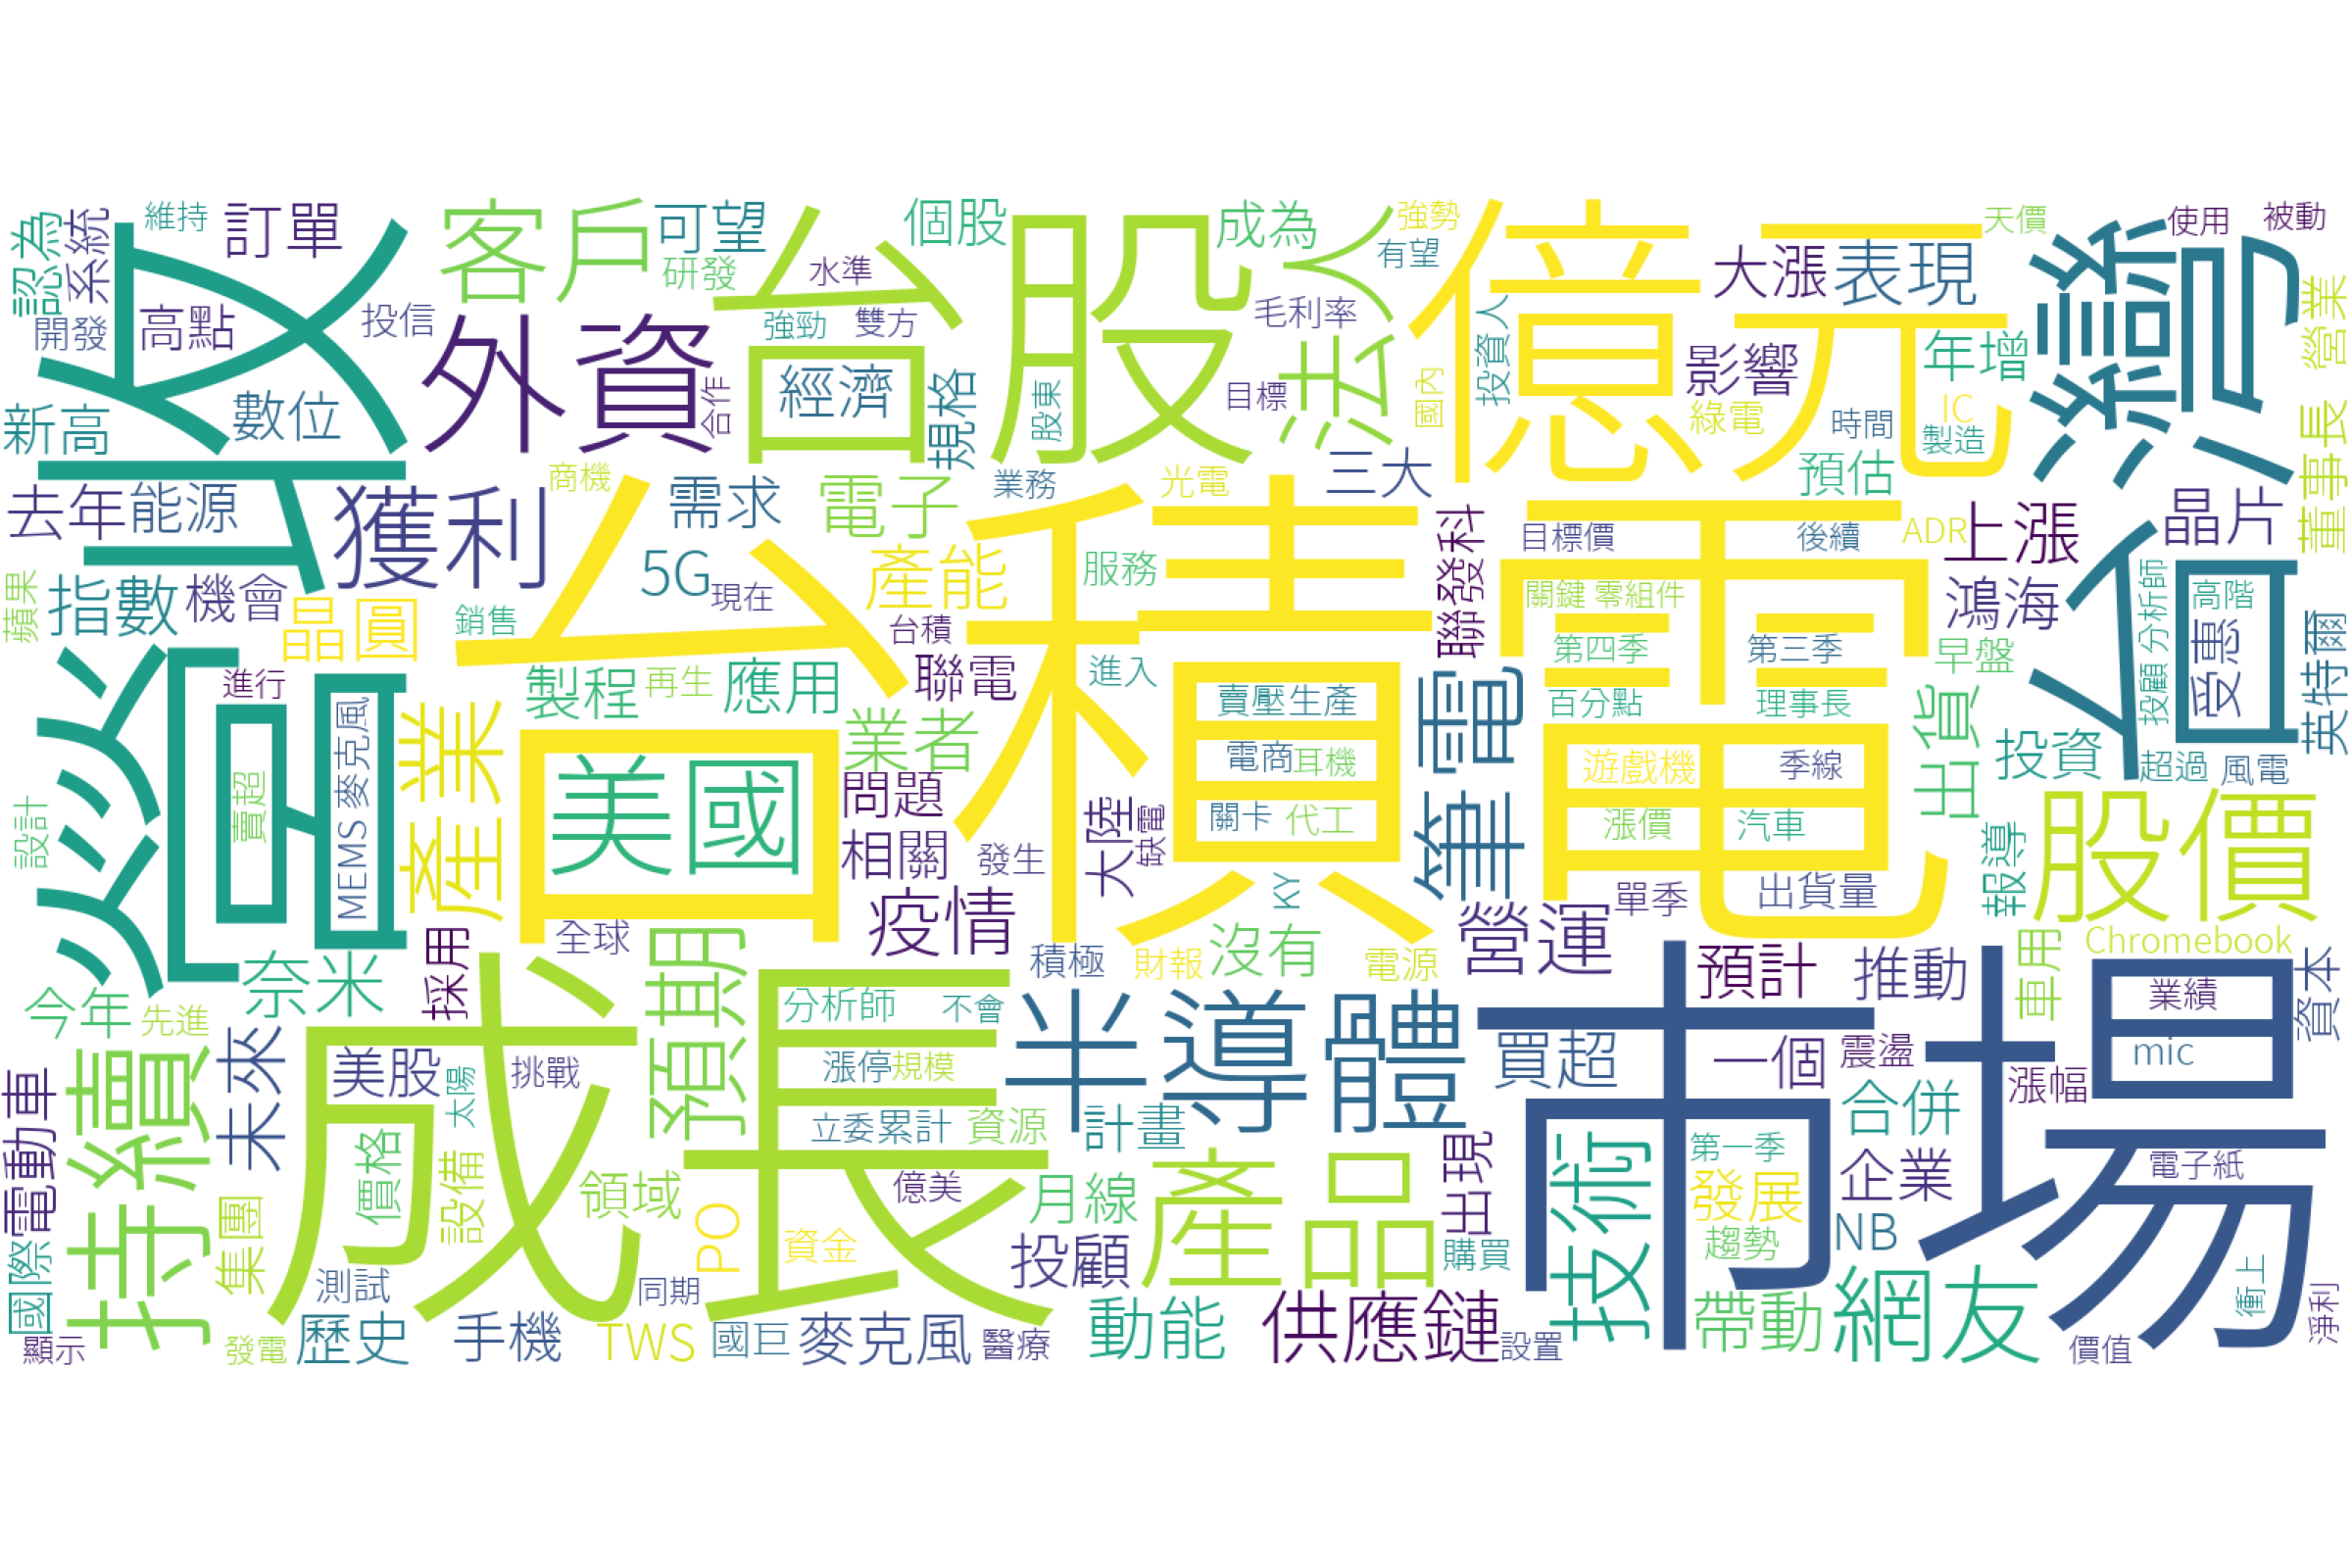 認為
系統
維持
訂單
客戶
可望
個股
成為
強勢
有望
天價
使用
被動
營收
開發
高點
投信
研發
水準
台股
法人
億元
大漲
表現
台灣
營業
強勁
雙方
毛利率
投資人
影響
年增
新高
數位
外資
合作
經濟
規格
股東
目標
國內
綠電
時間
IC
製造
董事長
去年
能源
獲利
商機
需求
電子
業務
光電
三大
預估
上漲
晶片
蘋果
指數
機會
晶圓
銷售
5G
現在
產能
台積
服務
聯發科
目標價
後續
ADR
鴻海
分析師
高階
英特爾
台積電
關鍵 零組件
進行
製程
再生
應用
聯電
進入
第四季
第三季
早盤
投顧
受惠
MEMS 麥克風
產業
業者
賣壓
生產
筆電
百分點
理事長
出貨
投資
超過
風電
設計
賣超
美國
問題
電商
耳機
遊戲機
季線
股價
相關
大陸
缺電
關卡
代工
漲價
汽車
報導
發生
疫情
KY
單季
出貨量
奈米
採用
全球
預期
積極
財報
沒有
電源
營運
預計
推動
車用
Chromebook
資本
今年
先進
成長
分析師
不會
半導體
市場
業績
持續
未來
美股
挑戰
漲停
規模
買超
一個
震盪
漲幅
mic
電動車
太陽
立委
累計
資源
計畫
技術
第一季
合併
價格
設備
領域
億美
月線
產品
出現
發展
企業
電子紙
國際
集團
測試
同期
PO
資金
投顧
購買
趨勢
NB
衝上
淨利
顯示
發電
歷史
手機
TWS
國巨
麥克風
醫療
動能
供應鏈
設置
帶動
網友
價值